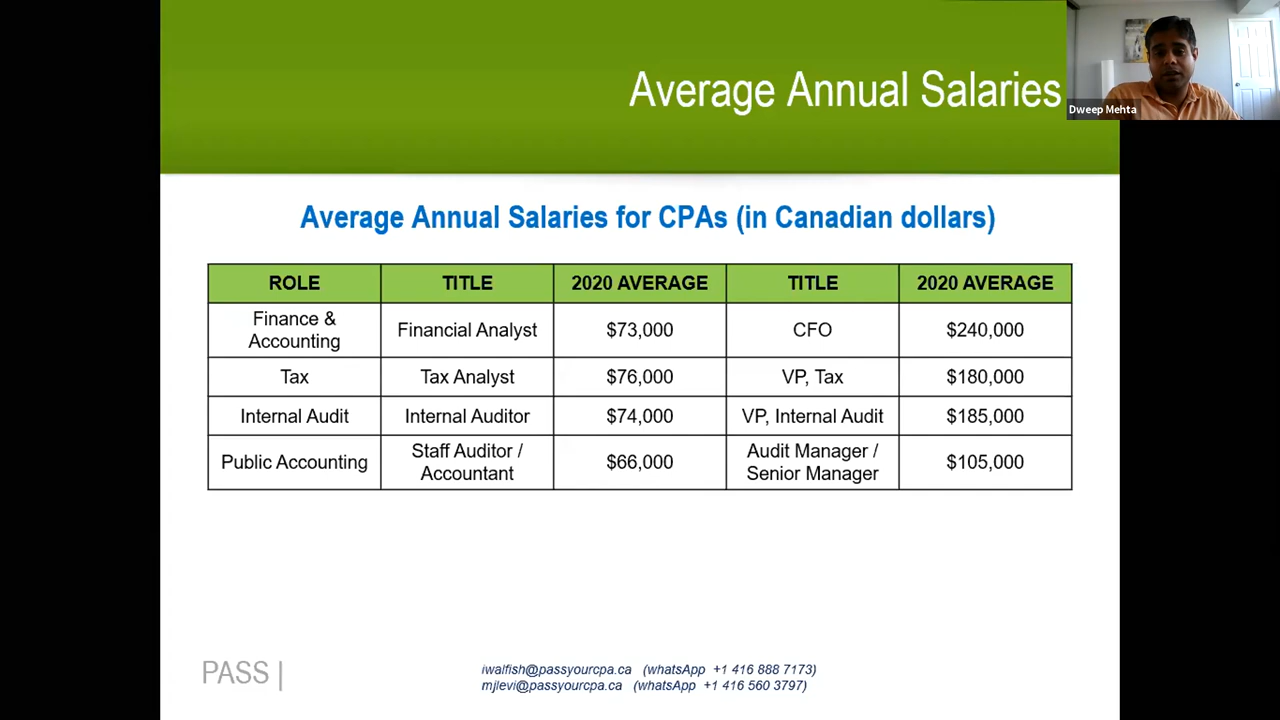 Average Annual Salaries
Dweep Mehta
Average Annual Salaries for CPAs (in Canadian dollars)
ROLE TITLE 2020 AVERAGE TITLE 2020 AVERAGE
Finance &
Accounting Financial Analyst $73,000 CFO $240,000
Tax Tax Analyst $76,000 VP, Tax $180,000
Internal Audit Internal Auditor $74,000 VP, Internal Audit $185,000
Public Accounting Staff Auditor /
Accountant $66,000 Audit Manager /
Senior Manager $105,000
PASS |
iwalfish@passyourcpa.ca (whatsApp +1 416 888 7173)
mjlevi@passyourcpa.ca (whatsApp +1 416 560 3797)